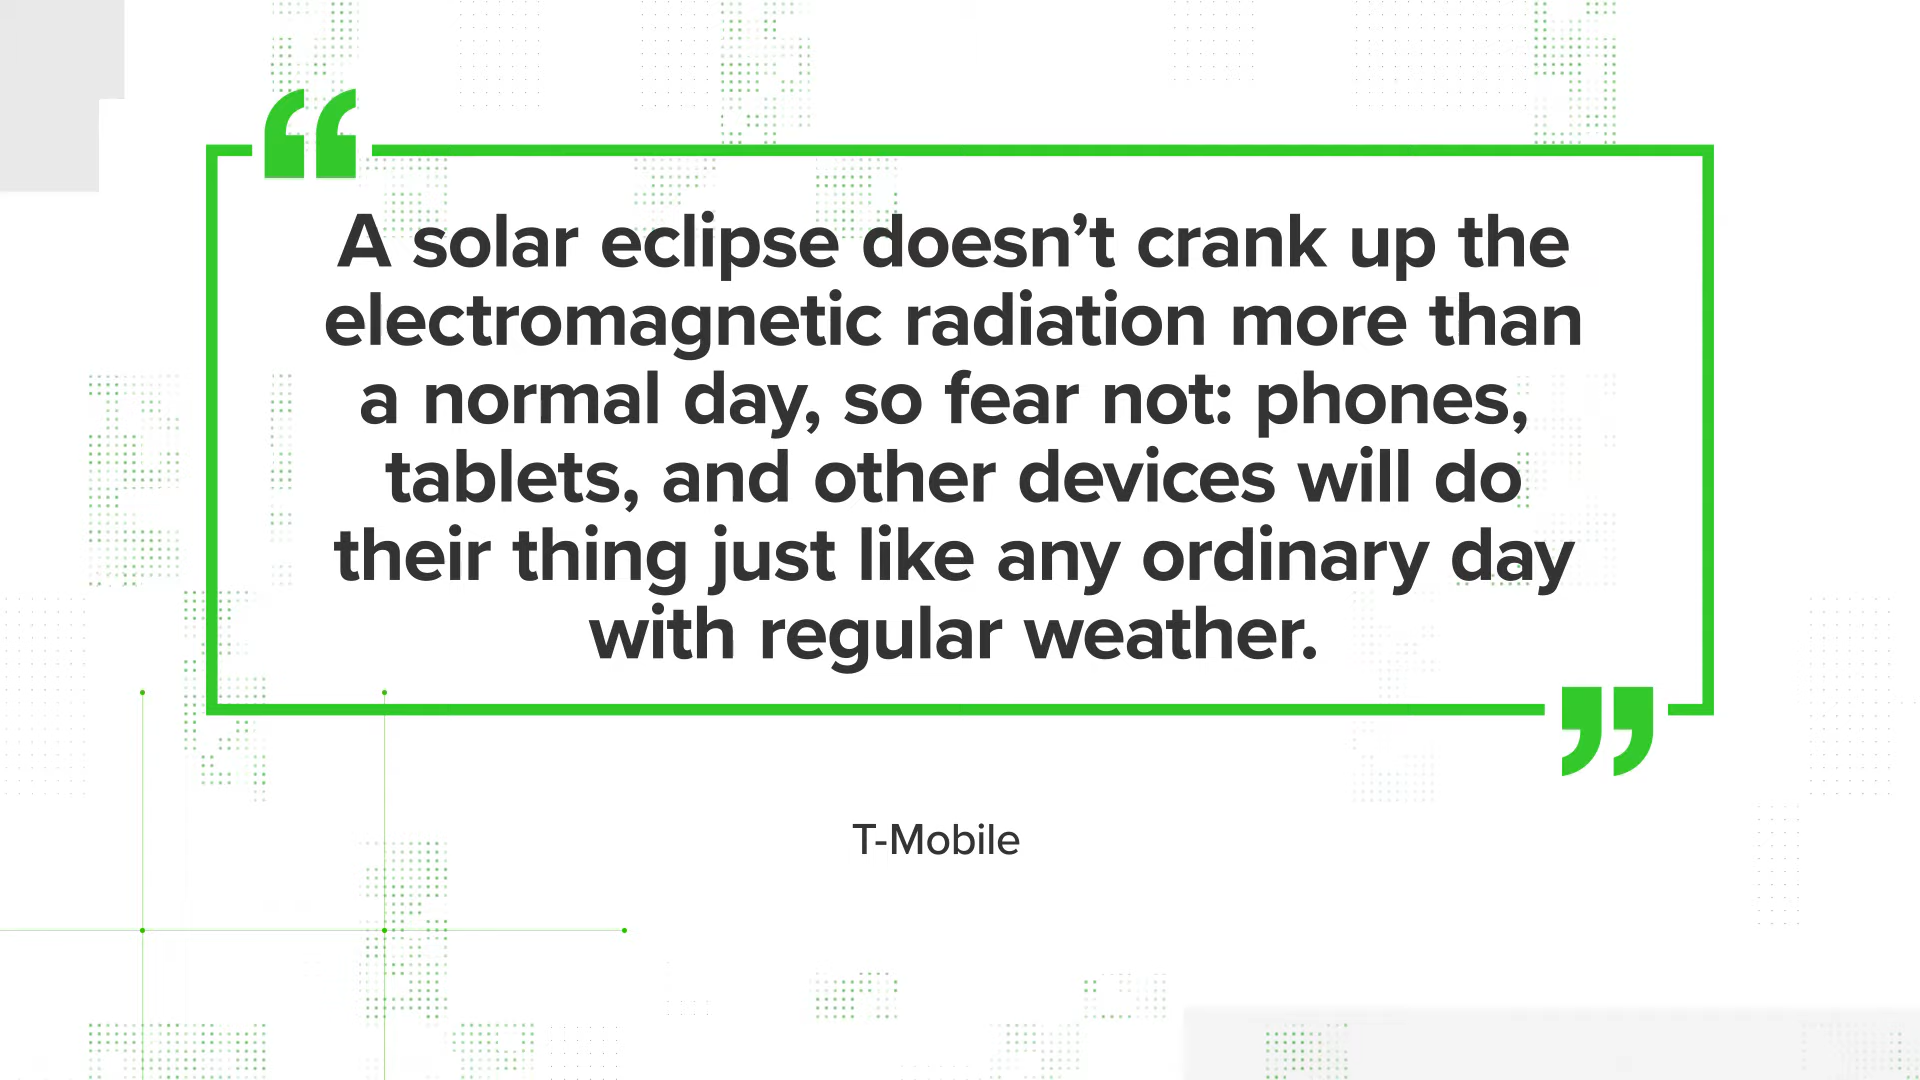 “
A solar eclipse doesn’t crank up the
electromagnetic radiation more than
a normal day, so fear not: phones,
tablets, and other devices will do
their thing just like any ordinary day
with regular weather.
”
T-Mobile